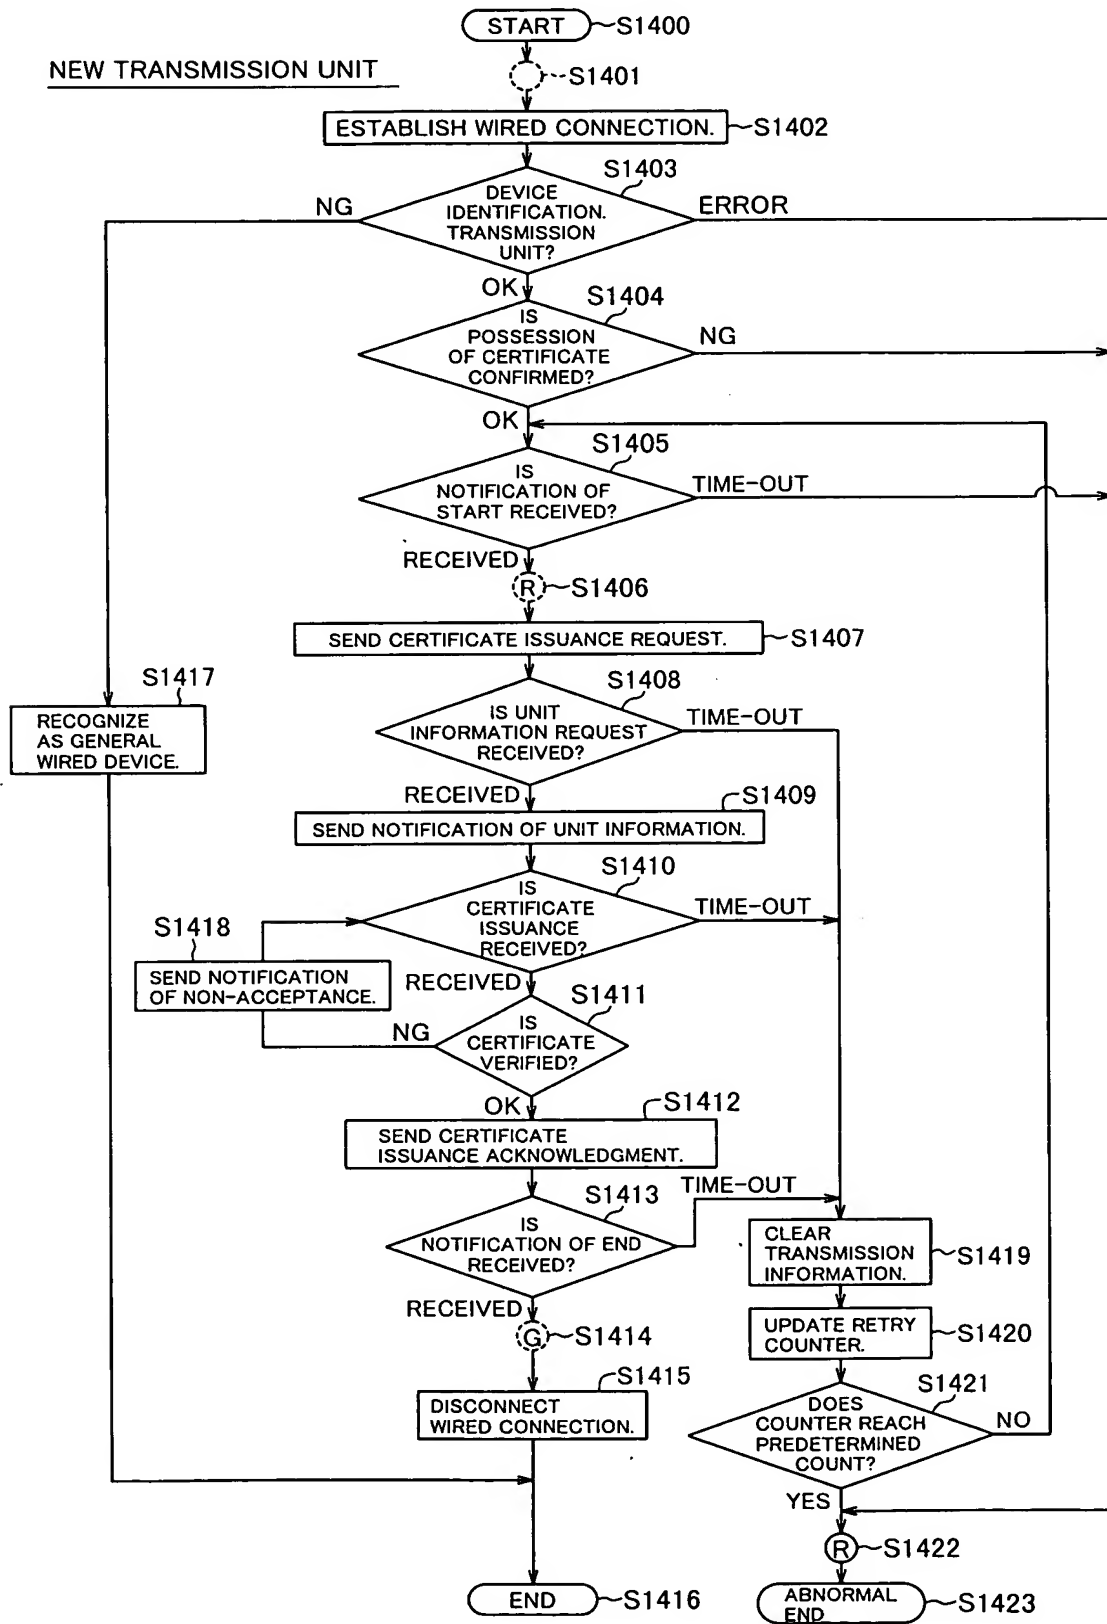 START
S1400
NEW TRANSMISSION UNIT
S1401
ESTABLISH WIRED CONNECTION.
S1402
S1403
DEVICE
IDENTIFICATION.
TRANSMISSION
UNIT?
NG
ERROR
OK
S1404
IS
POSSESSION
OF CERTIFICATE
CONFIRMED?
NG
OK
S1405
IS
NOTIFICATION OF
START RECEIVED?
TIME-OUT
RECEIVED
R
S1406
SEND CERTIFICATE ISSUANCE REQUEST.
S1407
S1417
RECOGNIZE
AS GENERAL
WIRED DEVICE.
S1408
IS UNIT
INFORMATION REQUEST
RECEIVED?
TIME-OUT
RECEIVED
S1409
SEND NOTIFICATION OF UNIT INFORMATION.
S1410
IS
CERTIFICATE
ISSUANCE
RECEIVED?
TIME-OUT
S1418
SEND NOTIFICATION
OF NON-ACCEPTANCE.
RECEIVED
S1411
IS
CERTIFICATE
VERIFIED?
NG
OK
S1412
SEND CERTIFICATE
ISSUANCE ACKNOWLEDGMENT.
S1413
IS
NOTIFICATION OF END
RECEIVED?
TIME-OUT
RECEIVED
G
S1414
S1415
DISCONNECT
WIRED CONNECTION.
CLEAR
TRANSMISSION
INFORMATION.
S1419
UPDATE RETRY
COUNTER.
S1420
S1421
DOES
COUNTER REACH
PREDETERMINED
COUNT?
NO
YES
R
S1422
END
S1416
ABNORMAL
END
S1423